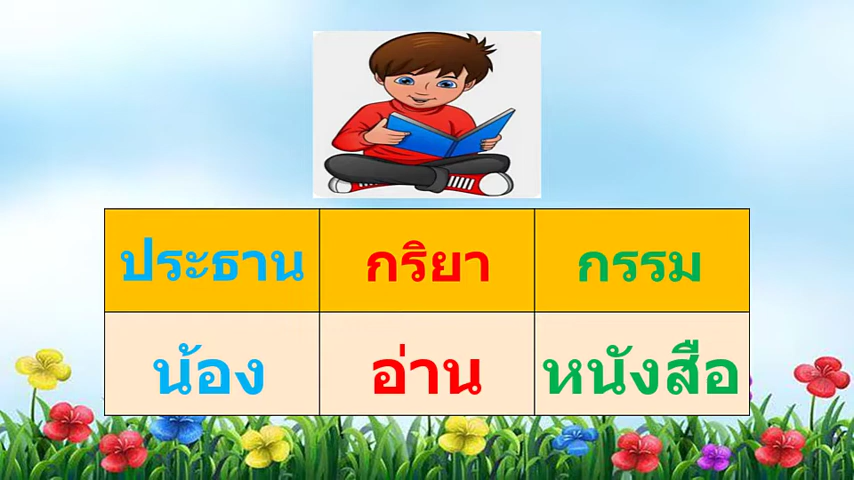 ประธาน กริยา กรรม
น้อง อ่าน หนังสือ